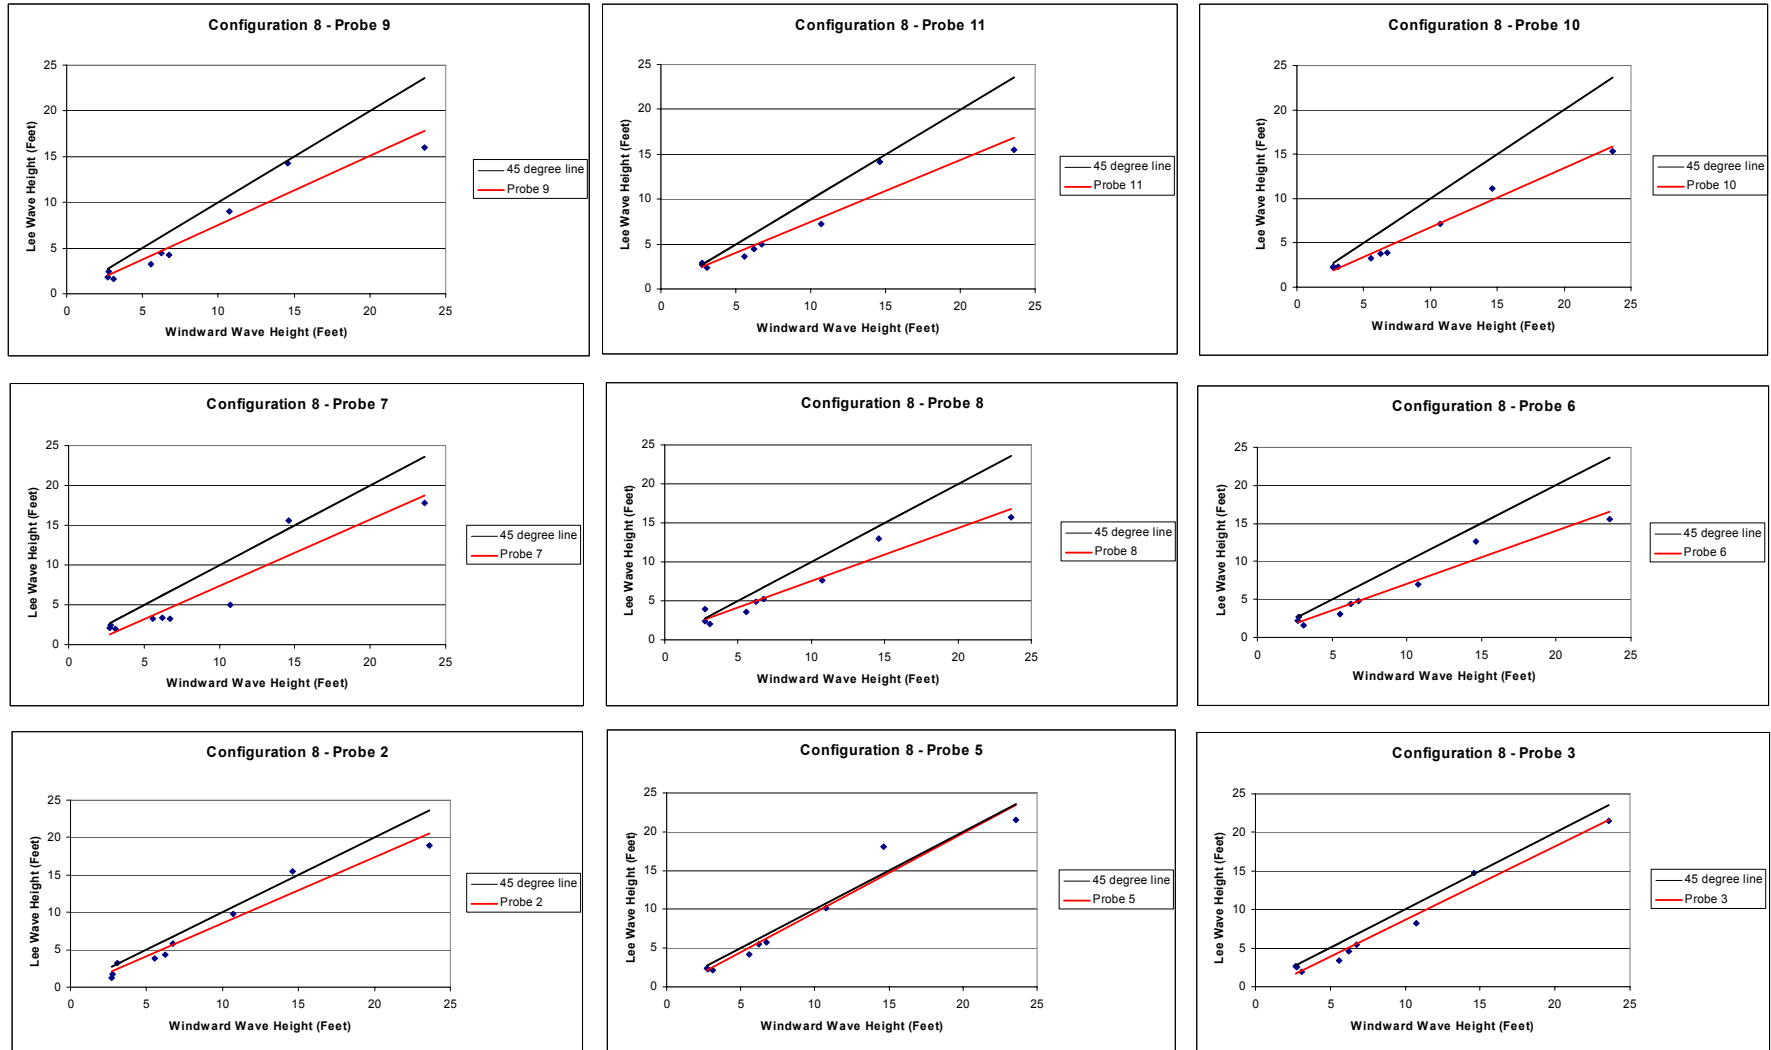 Configuration 8 - Probe 9
Lee Wave Height (Feet)
25
20
15
10
5
0
0 5 10 15 20 25
Windward Wave Height (Feet)
45 degree line
Probe 9
Configuration 8 - Probe 11
Lee Wave Height (Feet)
25
20
15
10
5
0
0 5 10 15 20 25
Windward Wave Height (Feet)
45 degree line
Probe 11
Configuration 8 - Probe 10
Lee Wave Height (Feet)
25
20
15
10
5
0
0 5 10 15 20 25
Windward Wave Height (Feet)
45 degree line
Probe 10
Configuration 8 - Probe 7
Lee Wave Height (Feet)
25
20
15
10
5
0
0 5 10 15 20 25
Windward Wave Height (Feet)
45 degree line
Probe 7
Configuration 8 - Probe 8
Lee Wave Height (Feet)
25
20
15
10
5
0
0 5 10 15 20 25
Windward Wave Height (Feet)
45 degree line
Probe 8
Configuration 8 - Probe 6
Lee Wave Height (Feet)
25
20
15
10
5
0
0 5 10 15 20 25
Windward Wave Height (Feet)
45 degree line
Probe 6
Configuration 8 - Probe 2
Lee Wave Height (Feet)
25
20
15
10
5
0
0 5 10 15 20 25
Windward Wave Height (Feet)
45 degree line
Probe 2
Configuration 8 - Probe 5
Lee Wave Height (Feet)
25
20
15
10
5
0
0 5 10 15 20 25
Windward Wave Height (Feet)
45 degree line
Probe 5
Configuration 8 - Probe 3
Lee Wave Height (Feet)
25
20
15
10
5
0
0 5 10 15 20 25
Windward Wave Height (Feet)
45 degree line
Probe 3